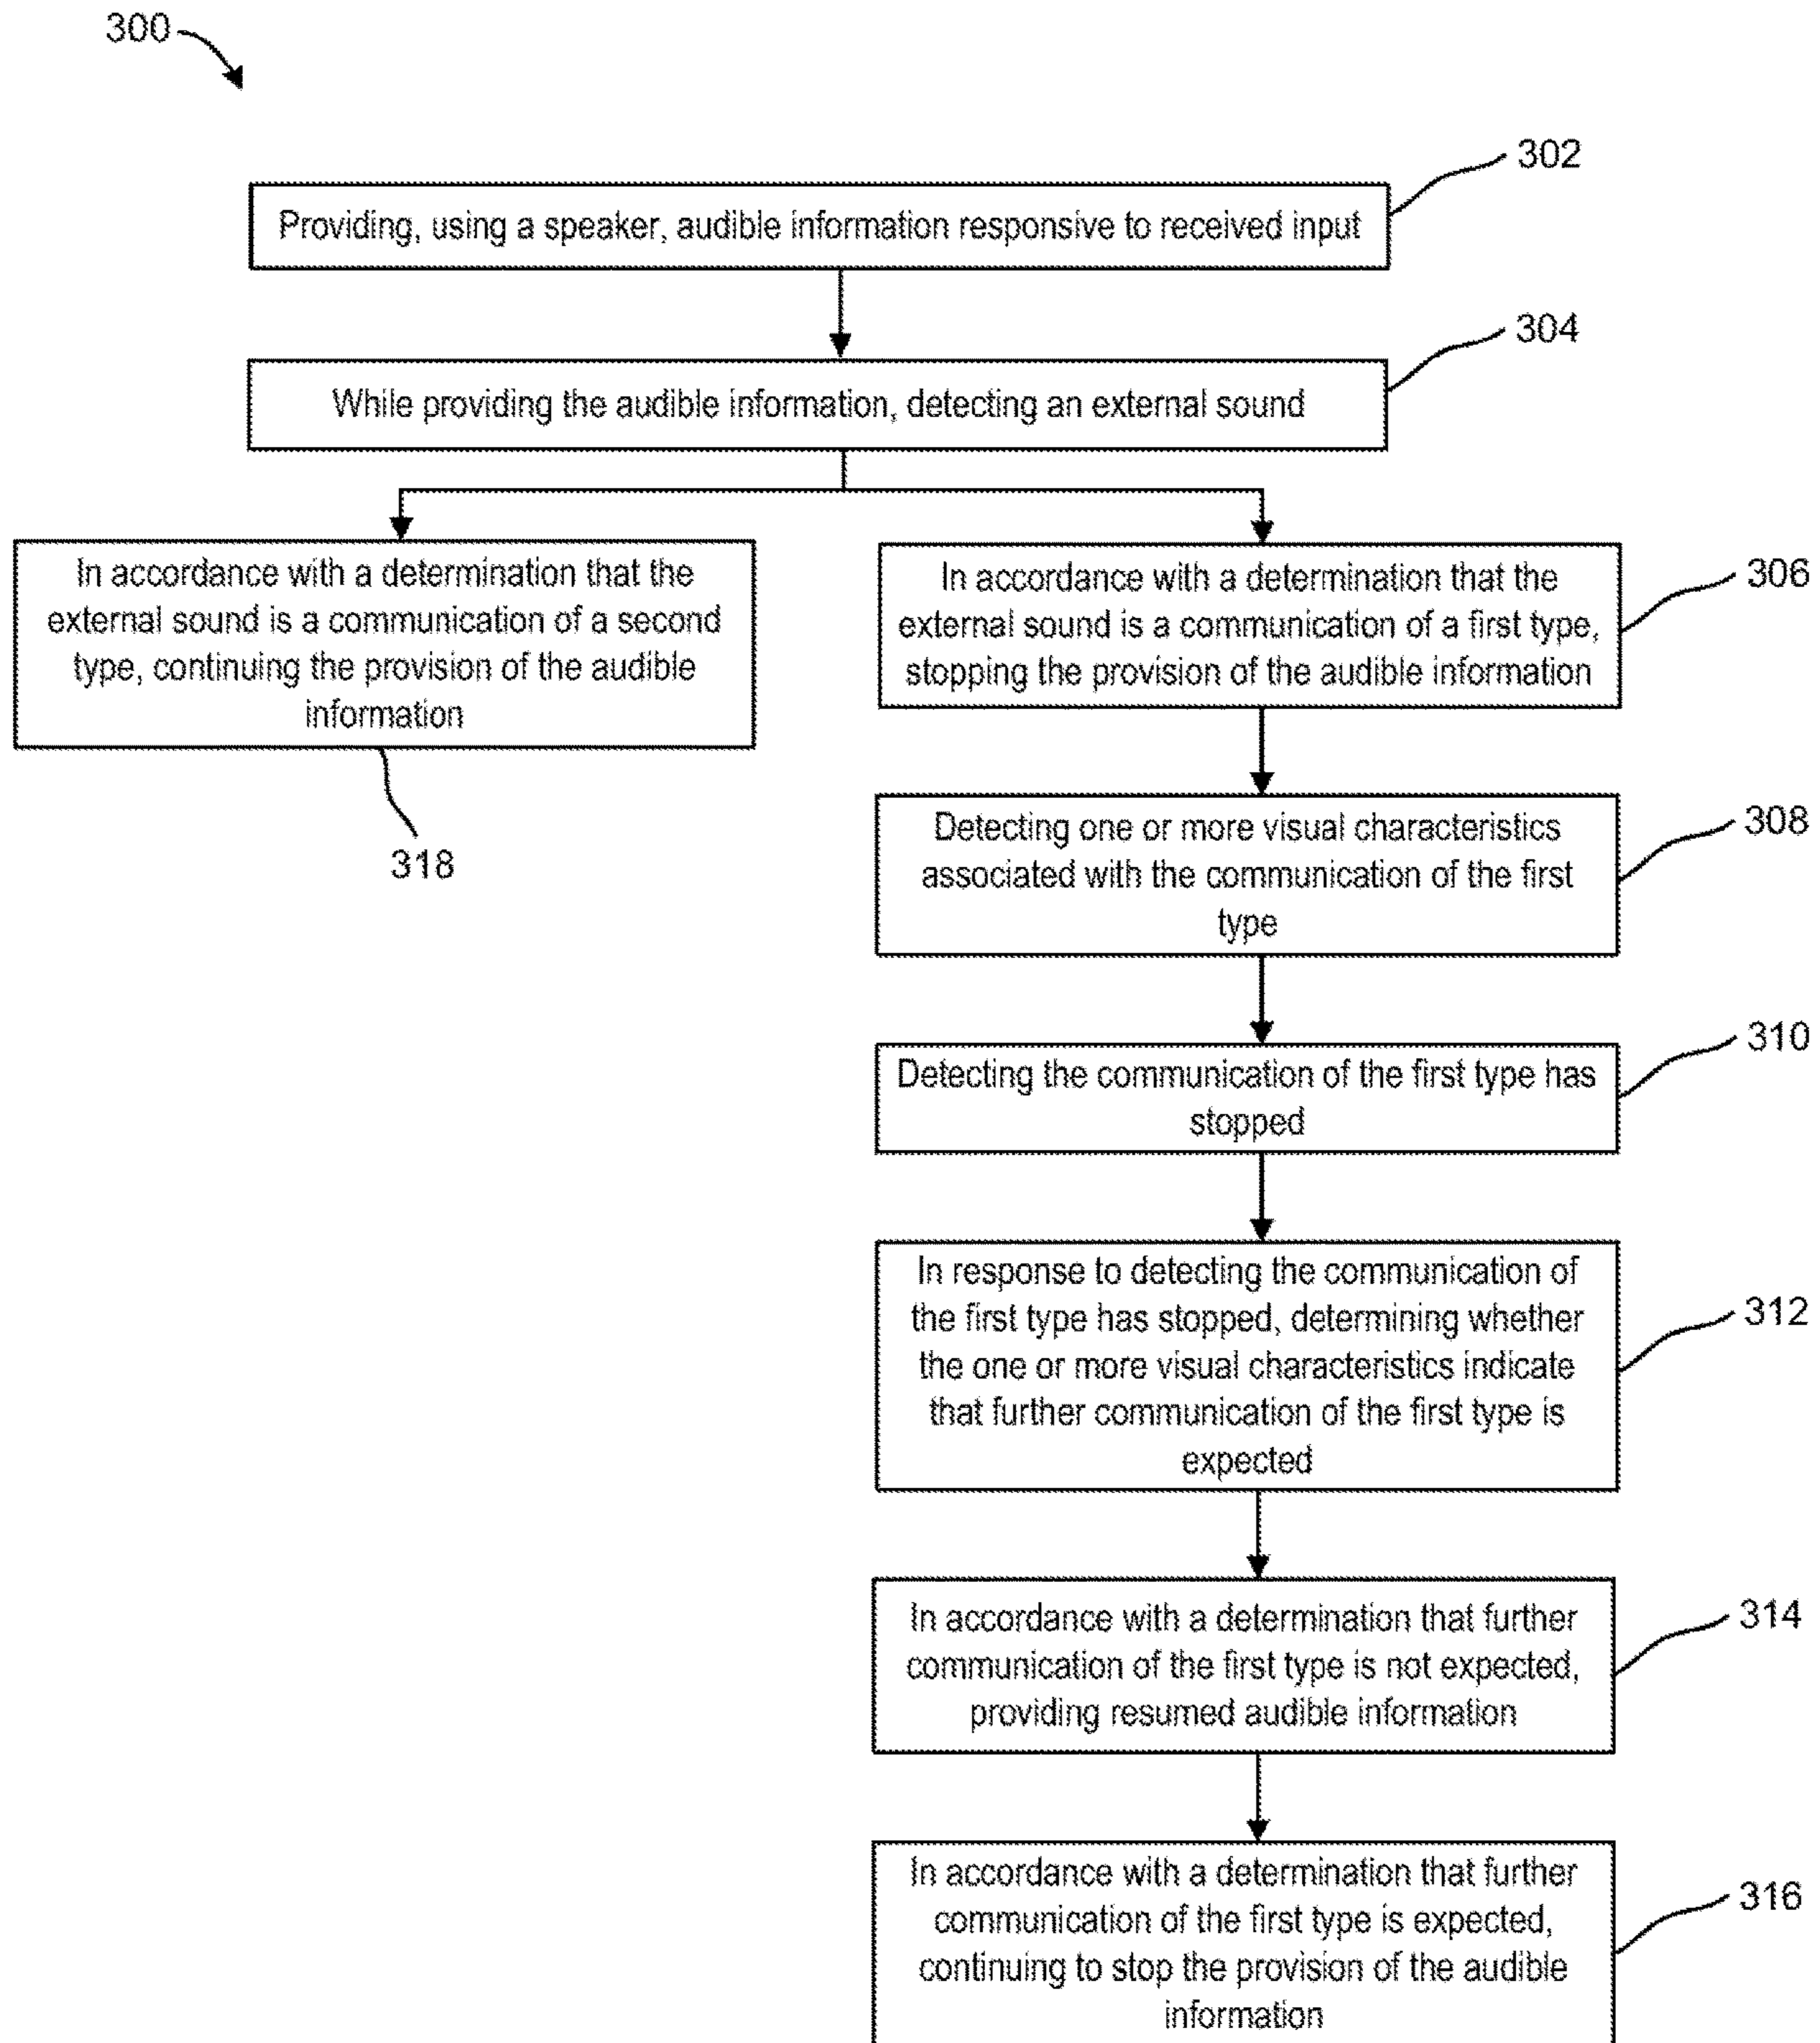 300
302
Providing, using a speaker, audible information responsive to received input
304
While providing the audible information, detecting an external sound
In accordance with a determination that the
external sound is a communication of a second
type, continuing the provision of the audible
information
318
306
In accordance with a determination that the
external sound is a communication of a first type,
stopping the provision of the audible information
308
Detecting one or more visual characteristics
associated with the communication of the first
type
310
Detecting the communication of the first type has
stopped
312
In response to detecting the communication of
the first type has stopped, determining whether
the one or more visual characteristics indicate
that further communication of the first type is
expected
314
In accordance with a determination that further
communication of the first type is not expected,
providing resumed audible information
316
In accordance with a determination that further
communication of the first type is expected,
continuing to stop the provision of the audible
information